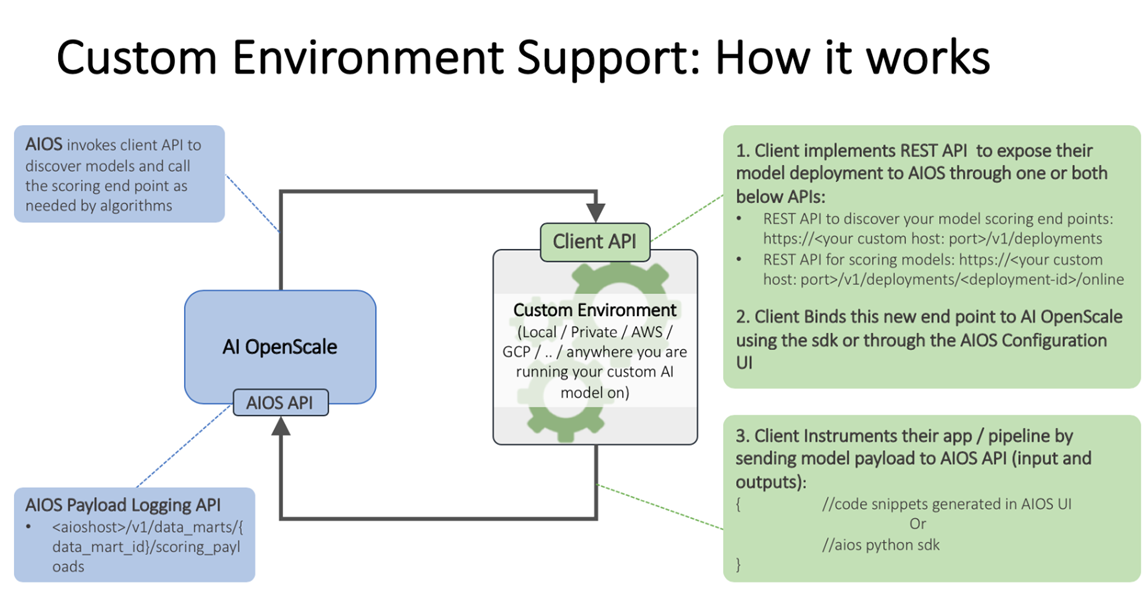 Custom Environment Support: How it works
AIOS invokes client API to
discover models and call
the scoring end point as
needed by algorithms
AI OpenScale
AIOS API
AIOS Payload Logging API
• <aioshost>/v1/data_marts/{
data_mart_id}/scoring_payl
oads
Client API
Custom Environment
(Local / Private / AWS /
GCP / .. / anywhere you are
running your custom AI
model on)
1. Client implements REST API to expose their
model deployment to AIOS through one or both
below APIs:
• REST API to discover your model scoring end points:
https://<your custom host: port>/v1/deployments
• REST API for scoring models: https://<your custom
host: port>/v1/deployments/<deployment-id>/online
2. Client Binds this new end point to AI OpenScale
using the sdk or through the AIOS Configuration
UI
3. Client Instruments their app / pipeline by
sending model payload to AIOS API (input and
outputs):
{ //code snippets generated in AIOS UI
Or
//aios python sdk
}